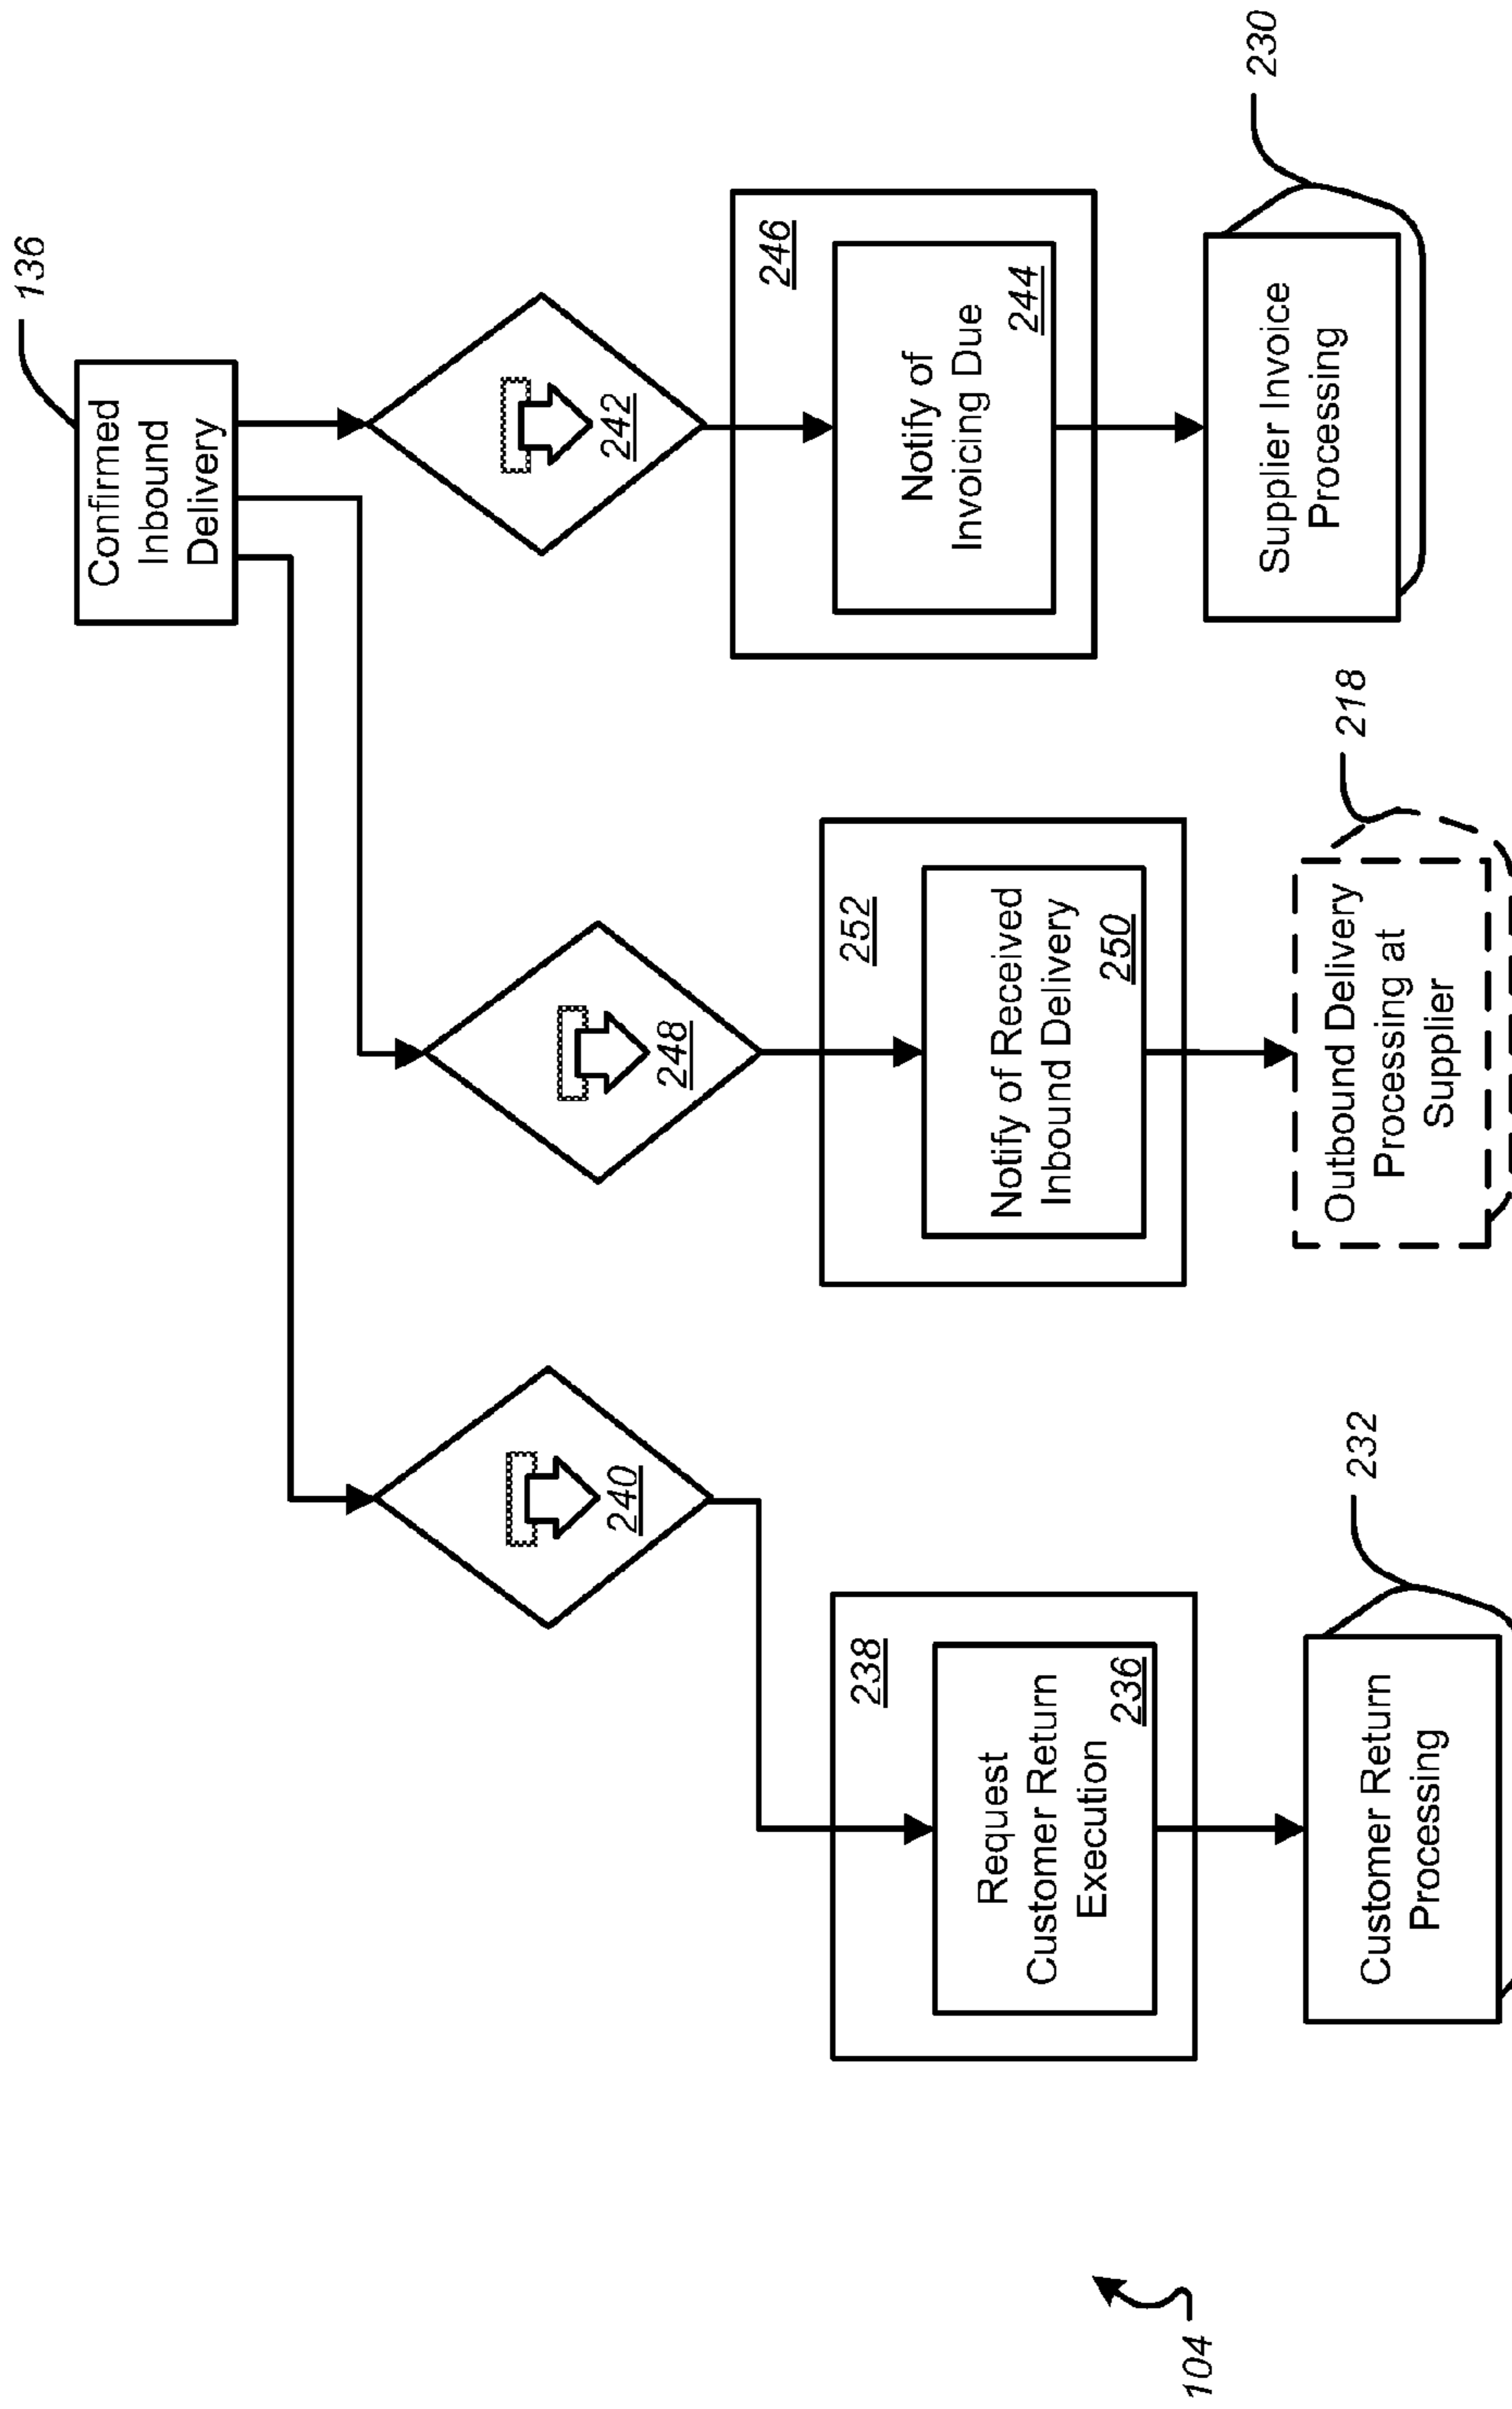 136
Confirmed
Inbound
Delivery
240
248
242
238
Request
Customer Return
Execution
236
252
Notify of Received
Inbound Delivery
250
246
Notify of
Invoicing Due
244
232
Customer Return
Processing
218
Outbound Delivery
Processing at
Supplier
230
Supplier Invoice
Processing
104